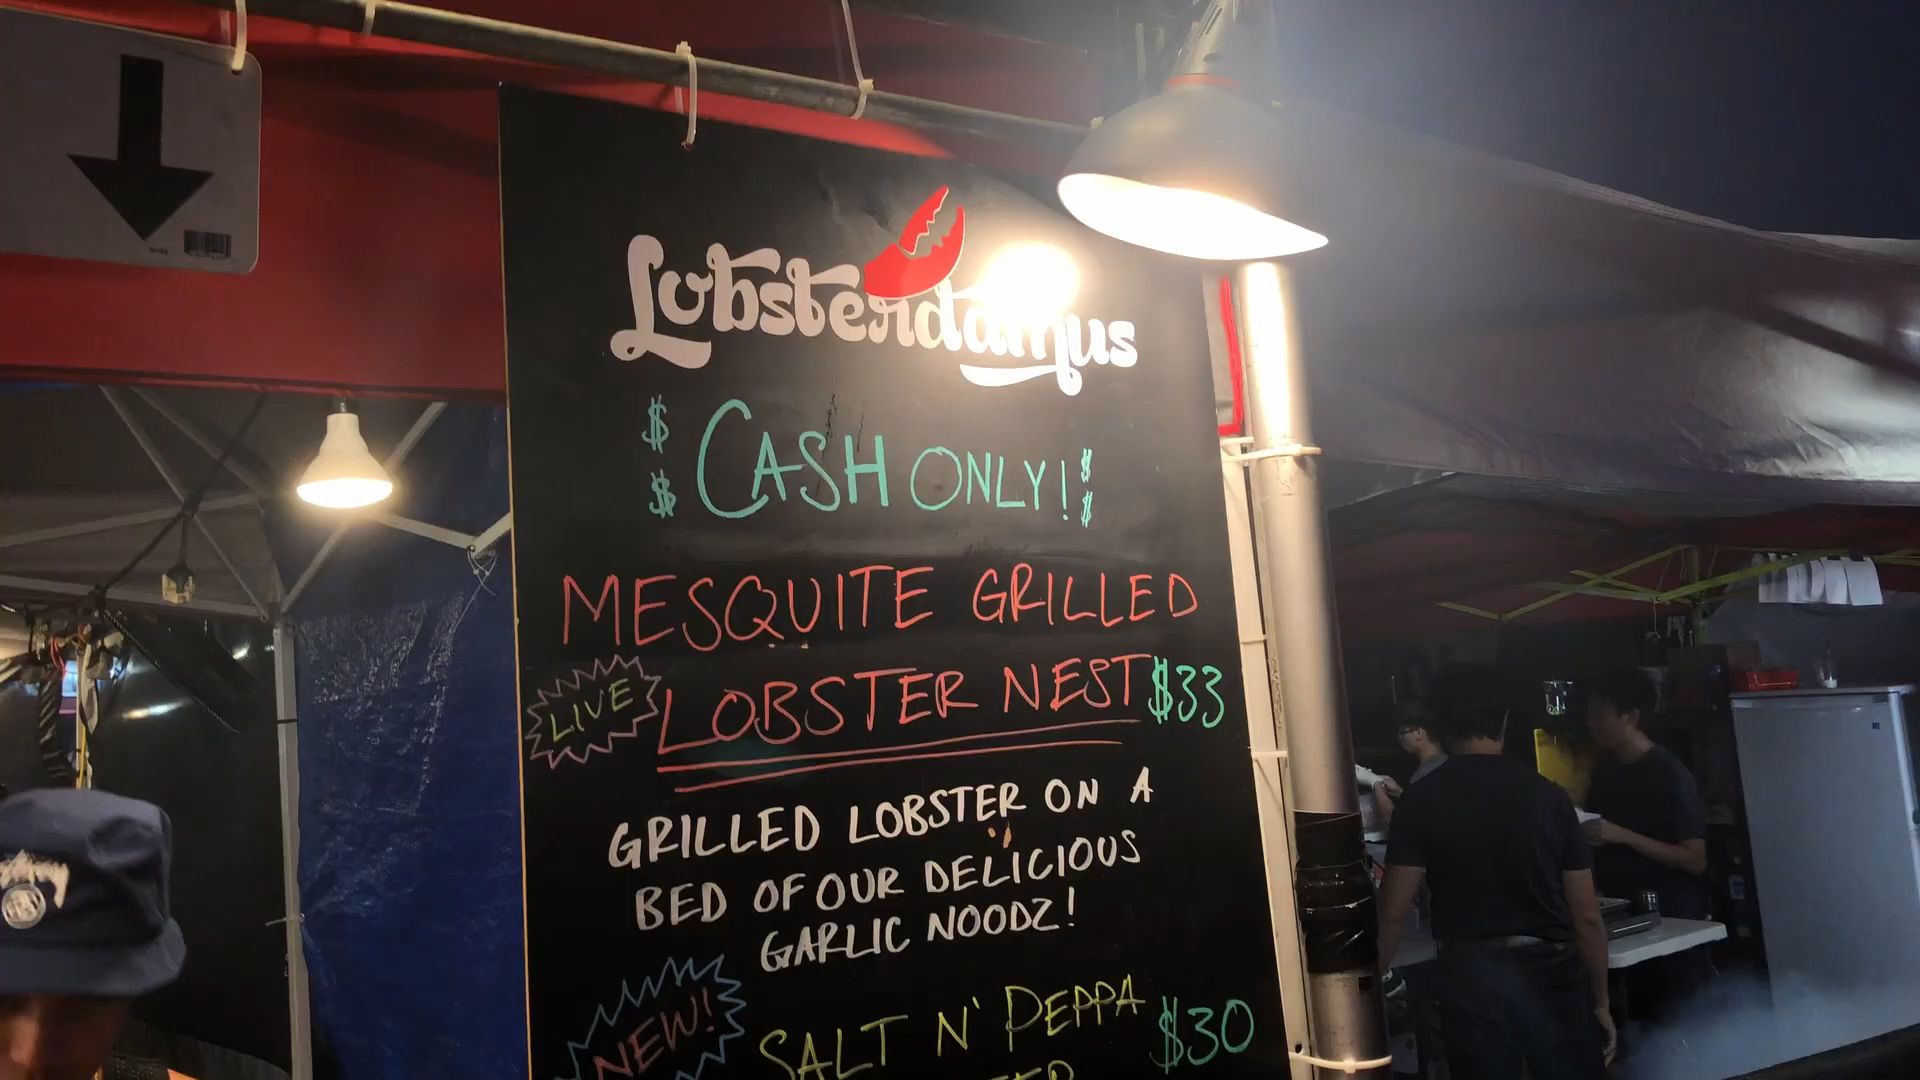 Lobsterdamus
$ $ CASH ONLY! $ $
MESQUITE GRILLED
LIVE LOBSTER NEST $33
GRILLED LOBSTER ON A
BED OF OUR DELICIOUS
GARLIC NOODZ!
NEW! SALT N' PEPPA $30